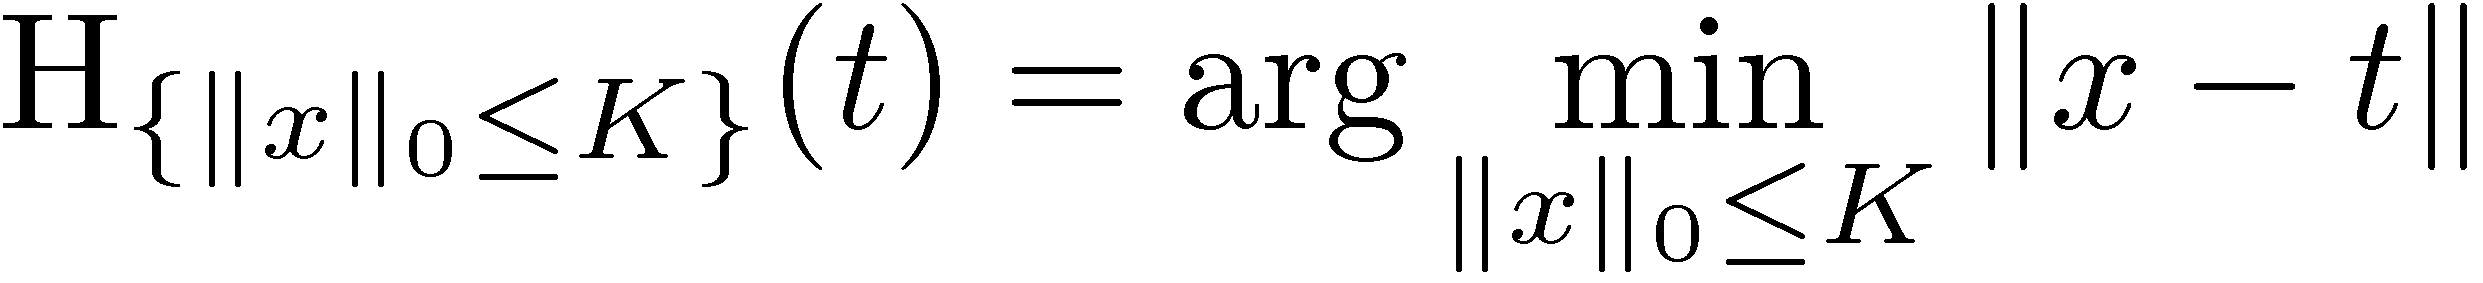 H_{\{\|x\|_0 \leq K\}}(t) = \arg\min_{\|x\|_0 \leq K} \|x - t\|